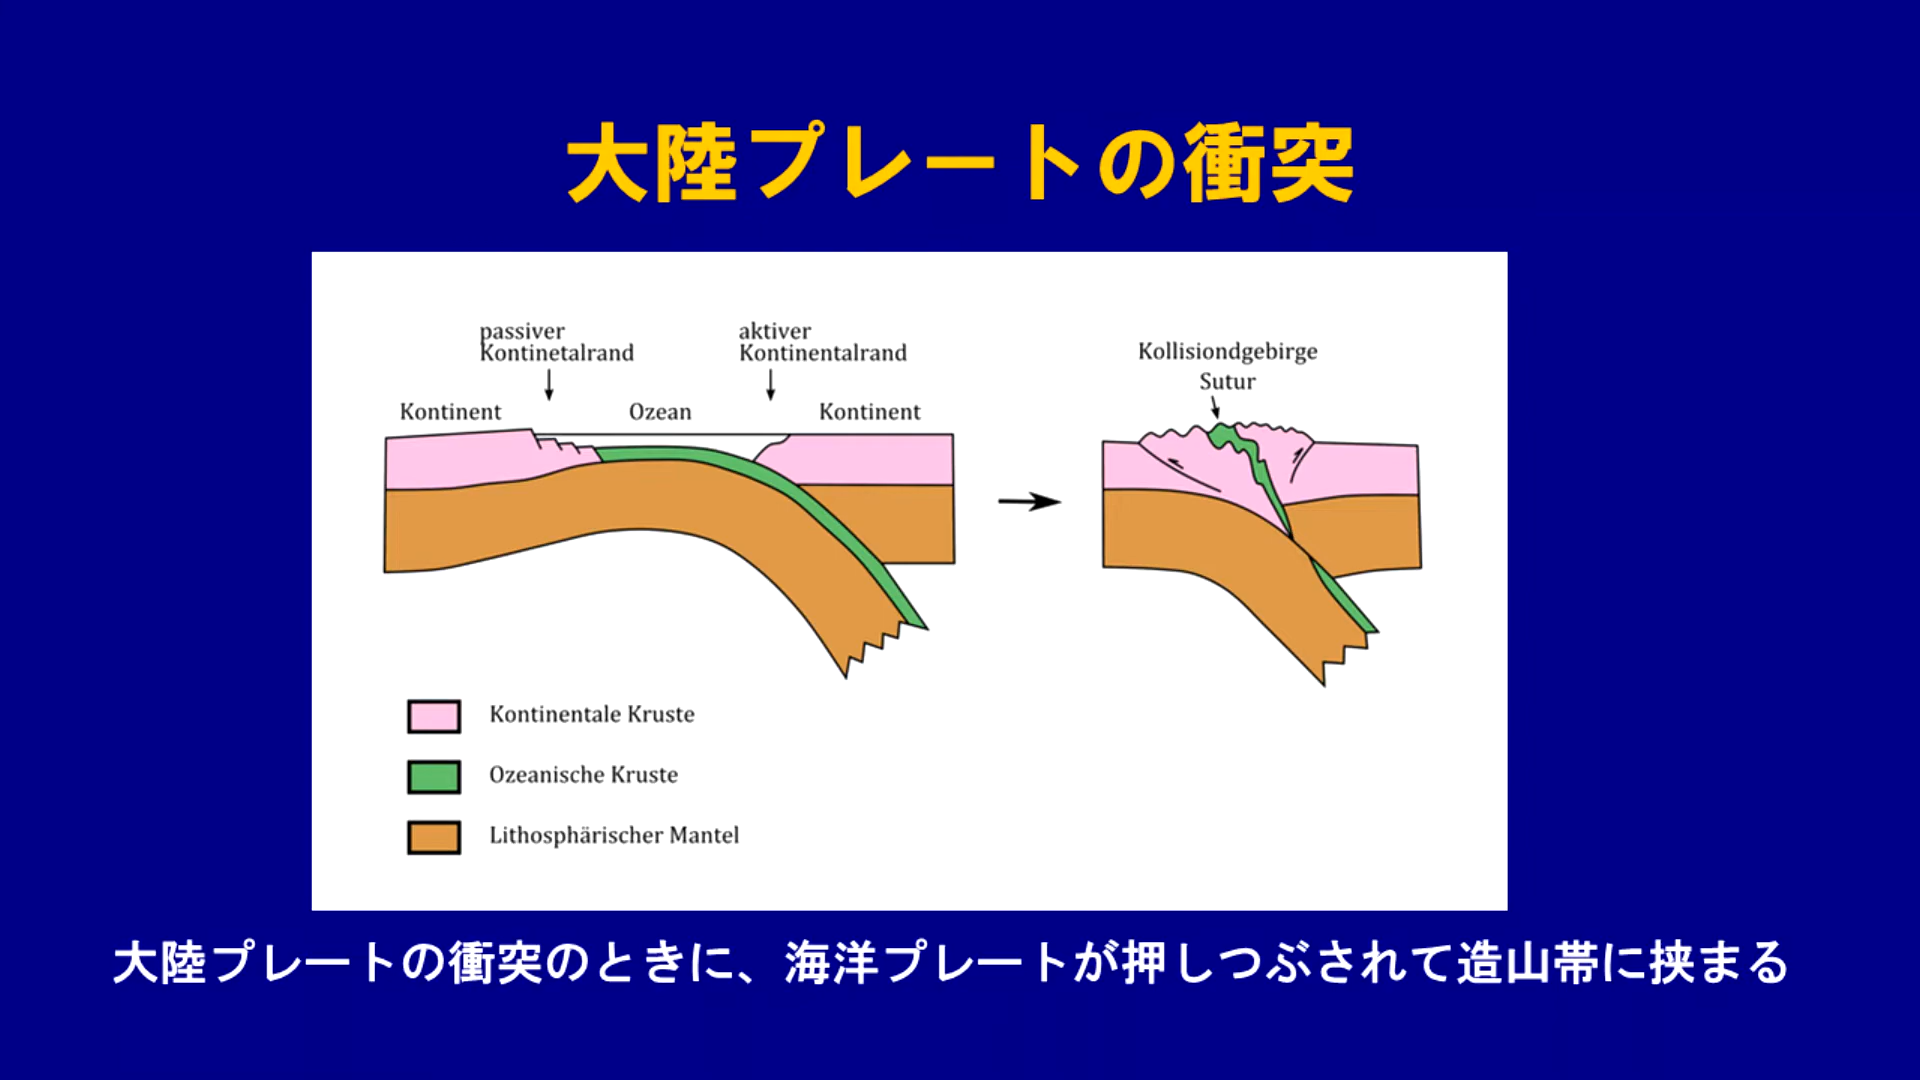 大陸プレートの衝突
passiver
Kontinetalrand
aktiver
Kontinentalrand
Kontinent
Ozean
Kontinent
Kollisiondgebirge
Sutur
Kontinentale Kruste
Ozeanische Kruste
Lithosphärischer Mantel
大陸プレートの衝突のときに、海洋プレートが押しつぶされて造山帯に挟まる